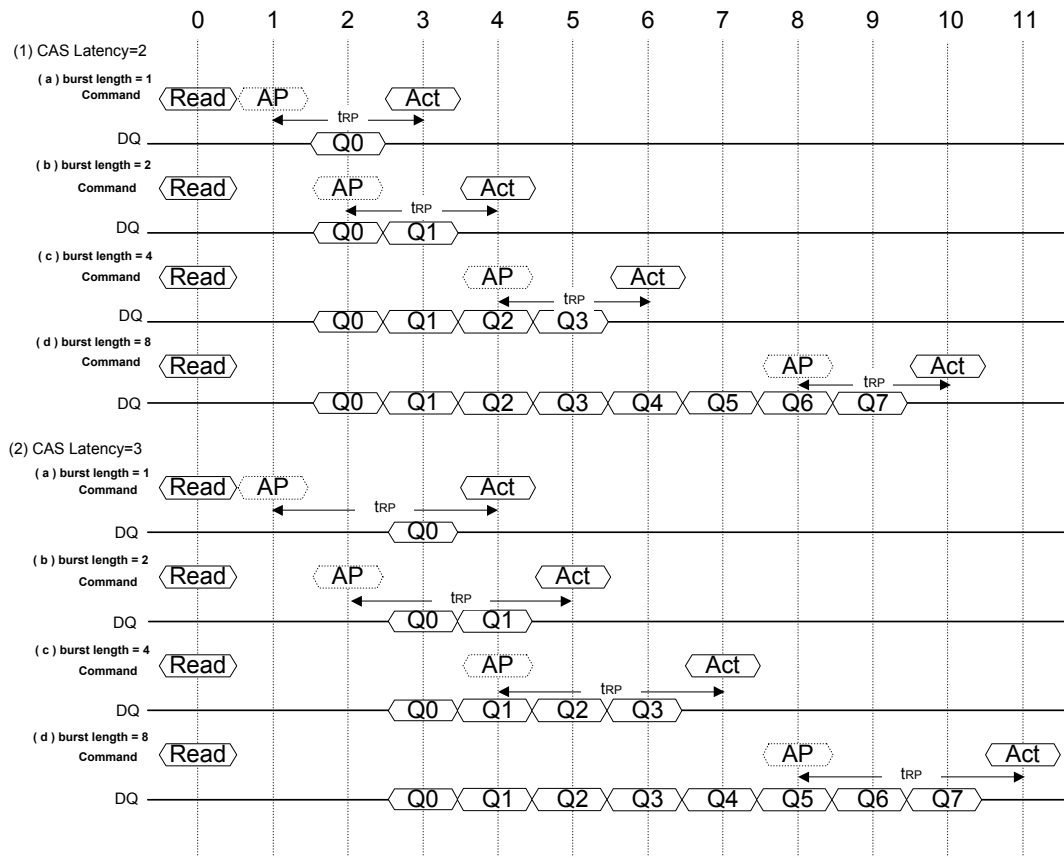 0 1 2 3 4 5 6 7 8 9 10 11
(1) CAS Latency=2
( a ) burst length = 1
Command Read AP Act
tRP
DQ Q0
( b ) burst length = 2
Command Read AP Act
tRP
DQ Q0 Q1
( c ) burst length = 4
Command Read AP Act
tRP
DQ Q0 Q1 Q2 Q3
( d ) burst length = 8
Command Read AP Act
tRP
DQ Q0 Q1 Q2 Q3 Q4 Q5 Q6 Q7
(2) CAS Latency=3
( a ) burst length = 1
Command Read AP Act
tRP
DQ Q0
( b ) burst length = 2
Command Read AP Act
tRP
DQ Q0 Q1
( c ) burst length = 4
Command Read AP Act
tRP
DQ Q0 Q1 Q2 Q3
( d ) burst length = 8
Command Read AP Act
tRP
DQ Q0 Q1 Q2 Q3 Q4 Q5 Q6 Q7